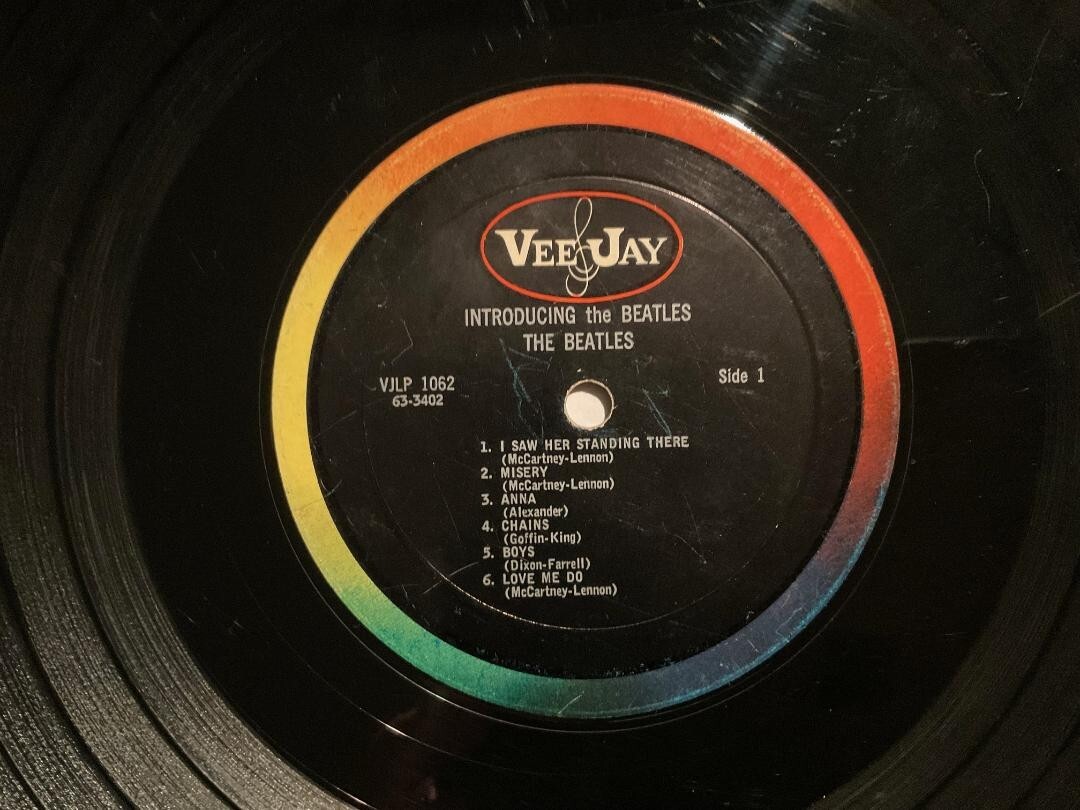 VEE JAY
INTRODUCING the BEATLES
THE BEATLES
VJLP 1062
63-3402
Side 1
1. I SAW HER STANDING THERE
(McCartney-Lennon)
2. MISERY
(McCartney-Lennon)
3. ANNA
(Alexander)
4. CHAINS
(Goffin-King)
5. BOYS
(Dixon-Farrell)
6. LOVE ME DO
(McCartney-Lennon)